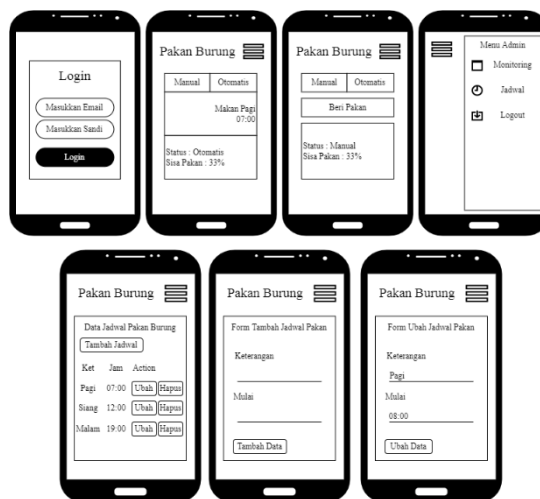 Login
Masukkan Email
Masukkan Sandi
Login
Pakan Burung
Manual Otomatis
Makan Pagi
07:00
Status : Otomatis
Sisa Pakan : 33%
Pakan Burung
Manual Otomatis
Beri Pakan
Status : Manual
Sisa Pakan : 33%
Menu Admin
Monitoring
Jadwal
Logout
Pakan Burung
Data Jadwal Pakan Burung
Tambah Jadwal
Ket Jam Action
Pagi 07:00 Ubah Hapus
Siang 12:00 Ubah Hapus
Malam 19:00 Ubah Hapus
Pakan Burung
Form Tambah Jadwal Pakan
Keterangan
Mulai
Tambah Data
Pakan Burung
Form Ubah Jadwal Pakan
Keterangan
Pagi
Mulai
08:00
Ubah Data